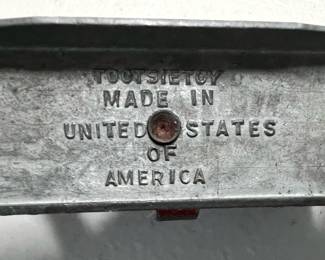 TOOTSIETOY
MADE IN
UNITED STATES
OF
AMERICA